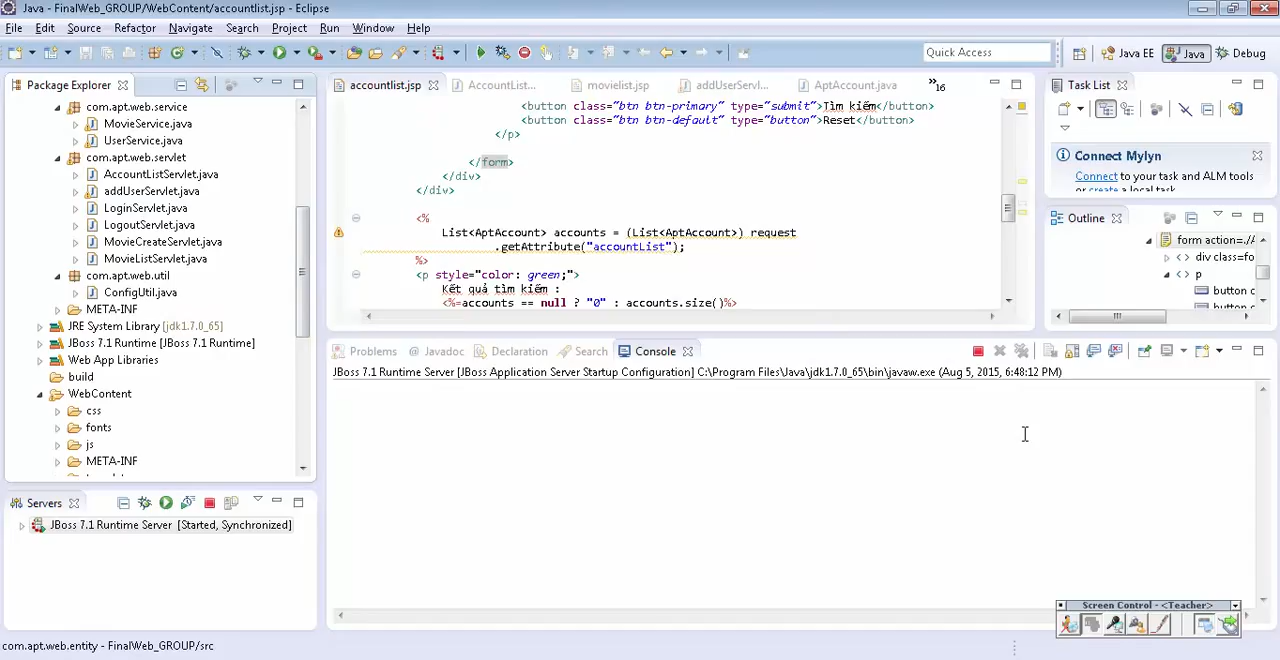 Java - FinalWeb_GROUP/WebContent/accountlist.jsp - Eclipse
File Edit Source Refactor Navigate Search Project Run Window Help
Quick Access
Java EE
Java
Debug
Package Explorer
com.apt.web.service
MovieService.java
UserService.java
com.apt.web.servlet
AccountListServlet.java
addUserServlet.java
LoginServlet.java
LogoutServlet.java
MovieCreateServlet.java
MovieListServlet.java
com.apt.web.util
ConfigUtil.java
META-INF
JRE System Library [jdk1.7.0_65]
JBoss 7.1 Runtime [JBoss 7.1 Runtime]
Web App Libraries
build
WebContent
css
fonts
js
META-INF
Servers
JBoss 7.1 Runtime Server [Started, Synchronized]
accountlist.jsp
AccountList...
movielist.jsp
addUserServl...
AptAccount.java
»16
<button class="btn btn-primary" type="submit">Tìm kiếm</button>
<button class="btn btn-default" type="button">Reset</button>
</p>
</form>
</div>
</div>
<%
List<AptAccount> accounts = (List<AptAccount>) request
.getAttribute("accountList");
%>
<p style="color: green;">
Kết quả tìm kiếm :
<%=accounts == null ? "0" : accounts.size()%>
Task List
Connect Mylyn
Connect to your task and ALM tools
or create a local task.
Outline
form action=./A
div class=fo
p
button c
button c
Problems
@ Javadoc
Declaration
Search
Console
JBoss 7.1 Runtime Server [JBoss Application Server Startup Configuration] C:\Program Files\Java\jdk1.7.0_65\bin\javaw.exe (Aug 5, 2015, 6:48:12 PM)
Screen Control - <Teacher>
com.apt.web.entity - FinalWeb_GROUP/src